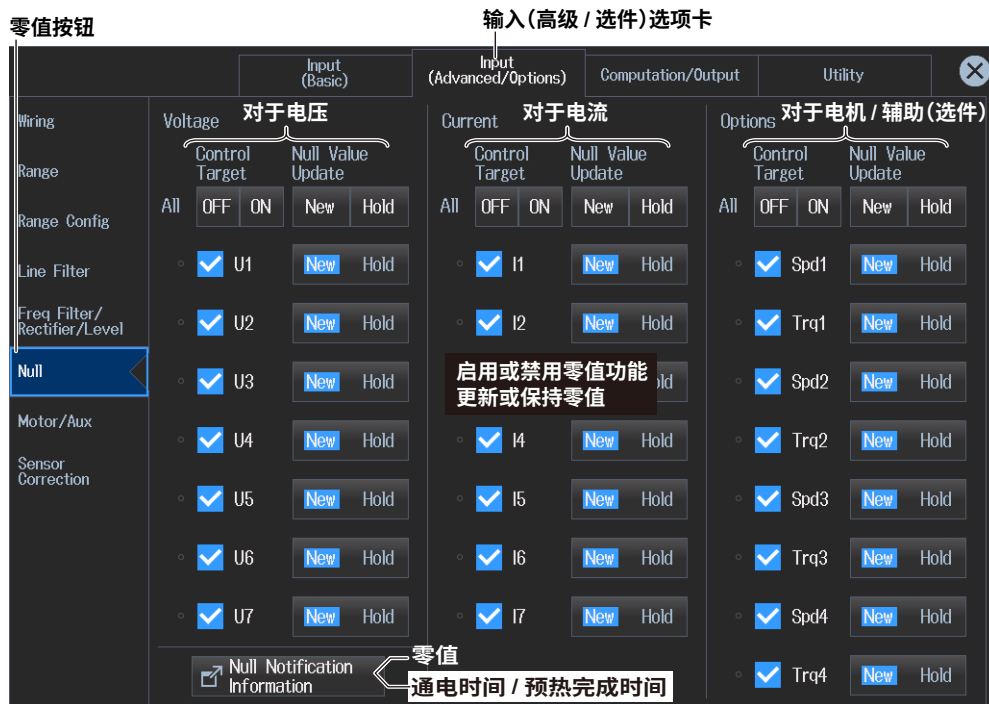 零值按钮
输入(高级 / 选件)选项卡
Input
(Basic)
Input
(Advanced/Options)
Computation/Output
Utility
Wiring
Range
Range Config
Line Filter
Freq Filter/
Rectifier/Level
Null
Motor/Aux
Sensor
Correction
Voltage 对于电压
Control Target
Null Value Update
All OFF ON New Hold
U1 New Hold
U2 New Hold
U3 New Hold
U4 New Hold
U5 New Hold
U6 New Hold
U7 New Hold
Current 对于电流
Control Target
Null Value Update
All OFF ON New Hold
I1 New Hold
I2 New Hold
启用或禁用零值功能
更新或保持零值
I4 New Hold
I5 New Hold
I6 New Hold
I7 New Hold
Options 对于电机 / 辅助(选件)
Control Target
Null Value Update
All OFF ON New Hold
Spd1 New Hold
Trq1 New Hold
Spd2 New Hold
Trq2 New Hold
Spd3 New Hold
Trq3 New Hold
Spd4 New Hold
Trq4 New Hold
Null Notification
Information
零值
通电时间 / 预热完成时间